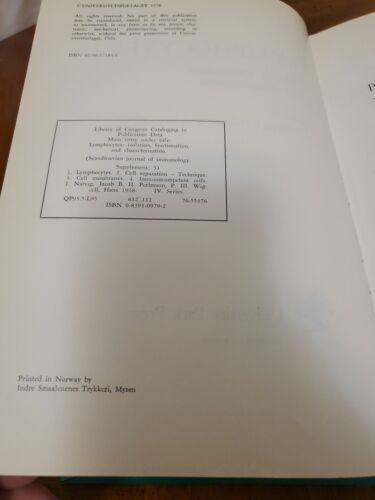 © UNIVERSITETSFORLAGET 1976
All rights reserved. No part of this publication
may be reproduced, stored in a retrieval system,
or transmitted, in any form or by any means, elec-
tronic, mechanical, photocopying, recording or
otherwise, without the prior permission of Univer-
sitetsforlaget, Oslo.
ISBN
Library of Congress Cataloging in
Publication Data
Main entry under title:
Lymphocytes: isolation, fractionation,
and characterization.
(Scandinavian journal of immunology:
Supplement: 5)
1. Lymphocytes. 2. Cell separation - Technique.
3. Cell membranes. 4. Immunocompetent cells.
I. Natvig, Jacob B. II. Perlmann, P. III. Wig-
zell, Hans 1938- IV. Series
QP95.5.L95 612'.112 76-55176
ISBN 0-8391-0979-2
University Park Press
Printed in Norway by
Indre Smaalenenes Trykkeri, Mysen